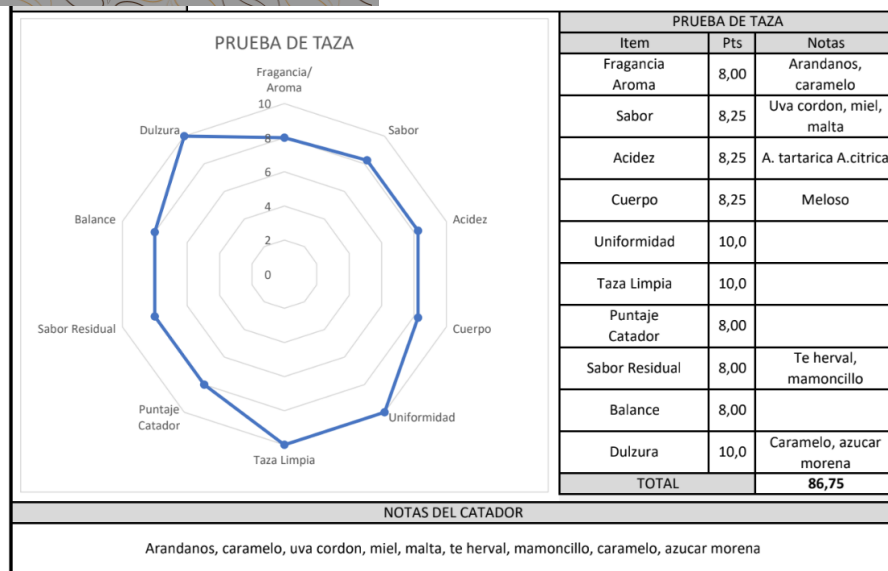 PRUEBA DE TAZA
Fragancia/
Aroma
10
8
6
4
2
0
Sabor
Acidez
Cuerpo
Uniformidad
Taza Limpia
Puntaje
Catador
Sabor Residual
Balance
Dulzura
PRUEBA DE TAZA
Item Pts Notas
Fragancia
Aroma 8,00 Arandanos,
caramelo
Sabor 8,25 Uva cordon, miel,
malta
Acidez 8,25 A. tartarica A.citrica
Cuerpo 8,25 Meloso
Uniformidad 10,0
Taza Limpia 10,0
Puntaje
Catador 8,00
Sabor Residual 8,00 Te herval,
mamoncillo
Balance 8,00
Dulzura 10,0 Caramelo, azucar
morena
TOTAL 86,75
NOTAS DEL CATADOR
Arandanos, caramelo, uva cordon, miel, malta, te herval, mamoncillo, caramelo, azucar morena